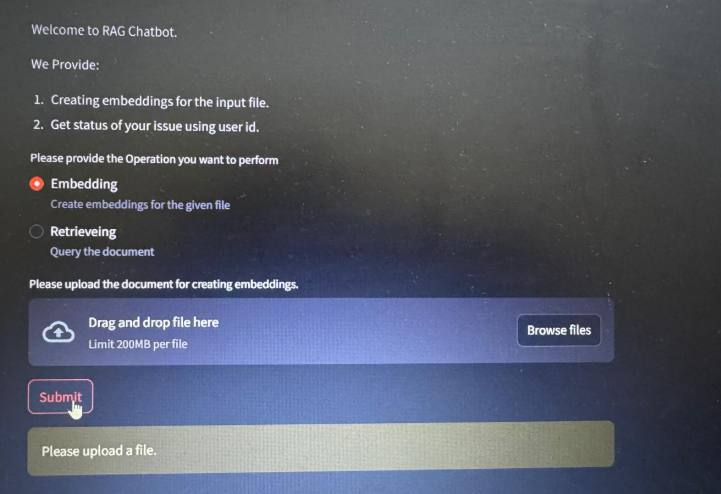 Welcome to RAG Chatbot.
We Provide:
1. Creating embeddings for the input file.
2. Get status of your issue using user id.
Please provide the Operation you want to perform
Embedding
Create embeddings for the given file
Retrieveing
Query the document
Please upload the document for creating embeddings.
Drag and drop file here
Limit 200MB per file
Browse files
Submit
Please upload a file.